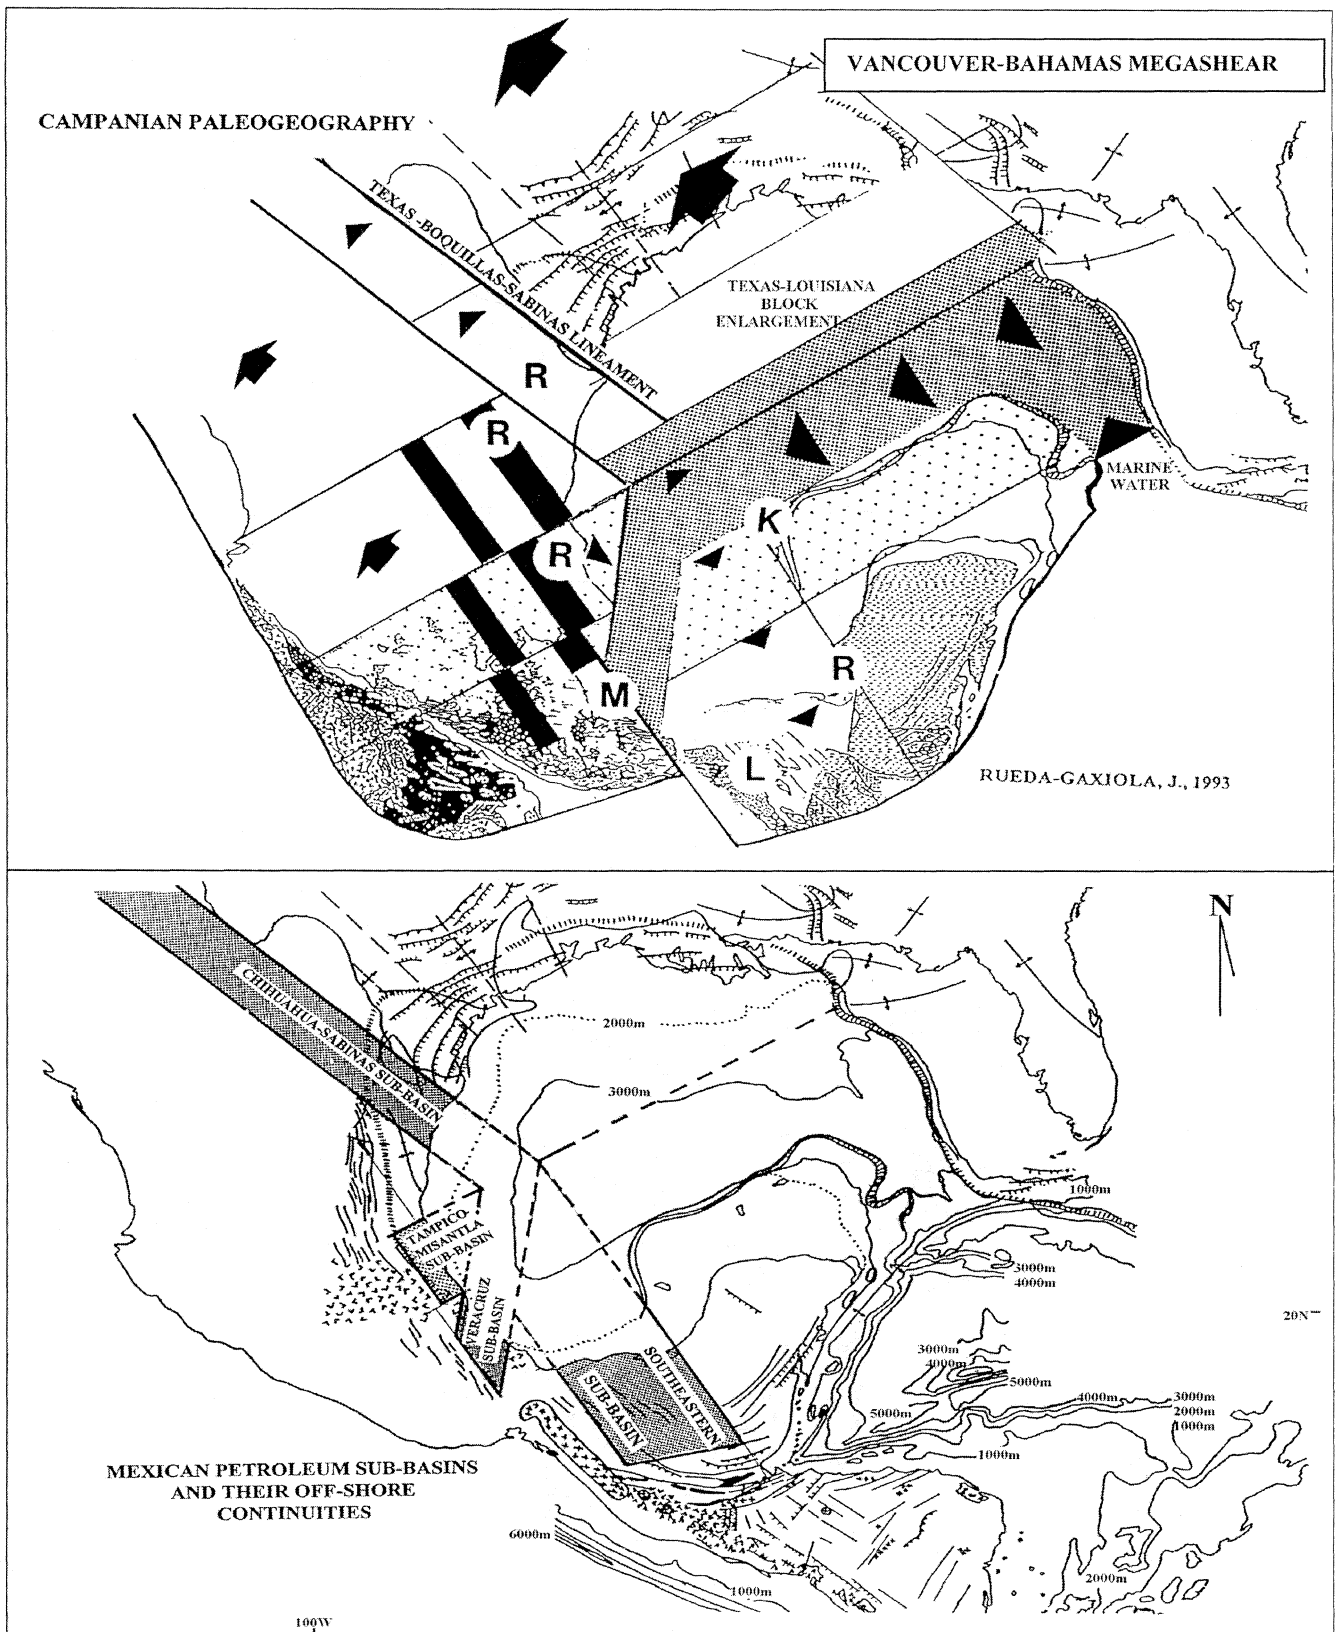 VANCOUVER-BAHAMAS MEGASHEAR
CAMPANIAN PALEOGEOGRAPHY
TEXAS -BOQUILLAS-SABINAS LINEAMENT
TEXAS-LOUISIANA
BLOCK
ENLARGEMENT
R
R
R
K
MARINE
WATER
M
R
L
RUEDA-GAXIOLA, J., 1993
N
CHIHUAHUA-SABINAS SUB-BASIN
2000m
3000m
TAMPICO-
MISANTLA
SUB-BASIN
VERACRUZ
SUB-BASIN
SOUTHEASTERN
SUB-BASIN
1000m
3000m
4000m
20N
3000m
4000m
5000m
5000m
4000m
3000m
2000m
1000m
1000m
MEXICAN PETROLEUM SUB-BASINS
AND THEIR OFF-SHORE
CONTINUITIES
6000m
1000m
2000m
100W